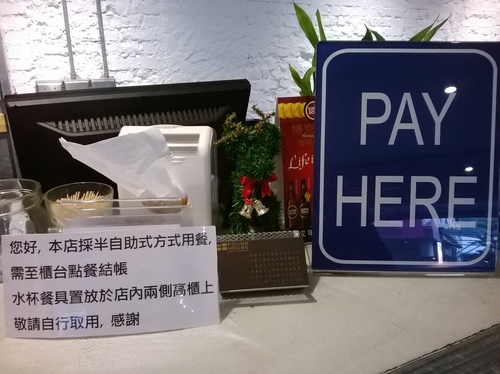 PAY
HERE
Life
您好, 本店採半自助式方式用餐,
需至櫃台點餐結帳
水杯餐具置放於店內兩側高櫃上
敬請自行取用, 感謝